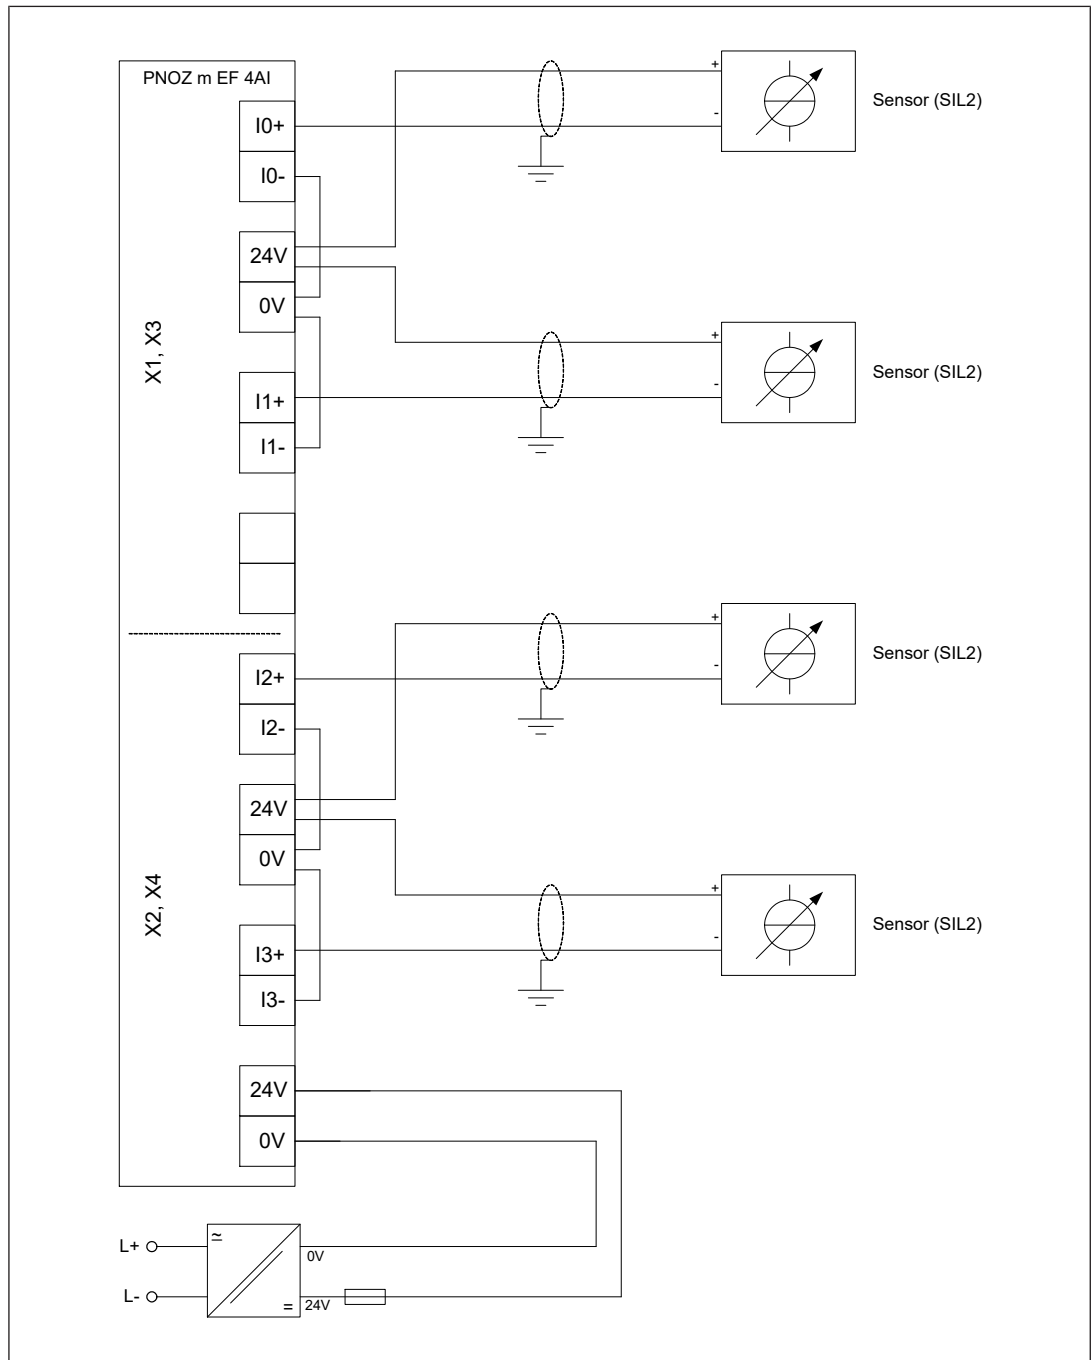 PNOZ m EF 4AI
I0+
I0-
24V
0V
X1, X3
I1+
I1-
+
-
Sensor (SIL2)
+
-
Sensor (SIL2)
I2+
I2-
24V
0V
X2, X4
I3+
I3-
+
-
Sensor (SIL2)
+
-
Sensor (SIL2)
24V
0V
L+
L-
≃
=
0V
24V